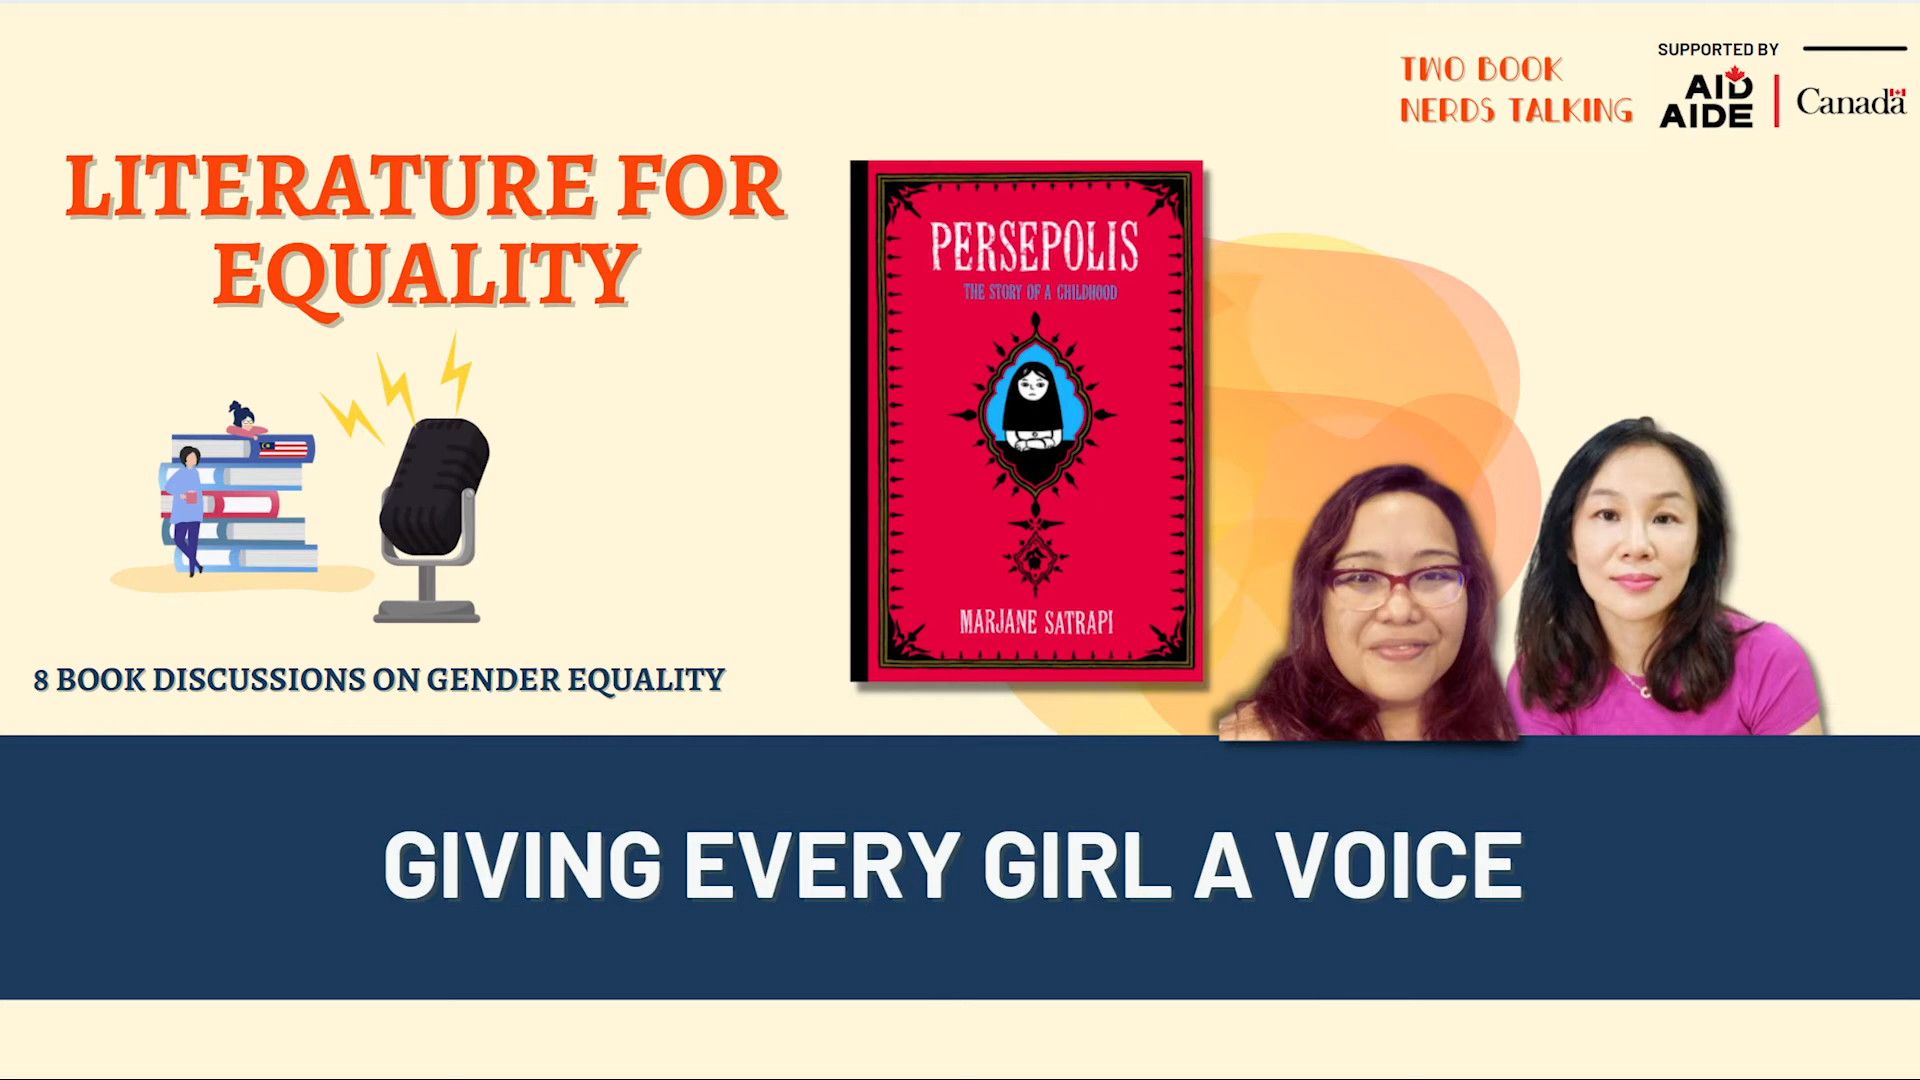 TWO BOOK
NERDS TALKING
SUPPORTED BY
AID
AIDE
Canada
LITERATURE FOR
EQUALITY
PERSEPOLIS
THE STORY OF A CHILDHOOD
MARJANE SATRAPI
8 BOOK DISCUSSIONS ON GENDER EQUALITY
GIVING EVERY GIRL A VOICE